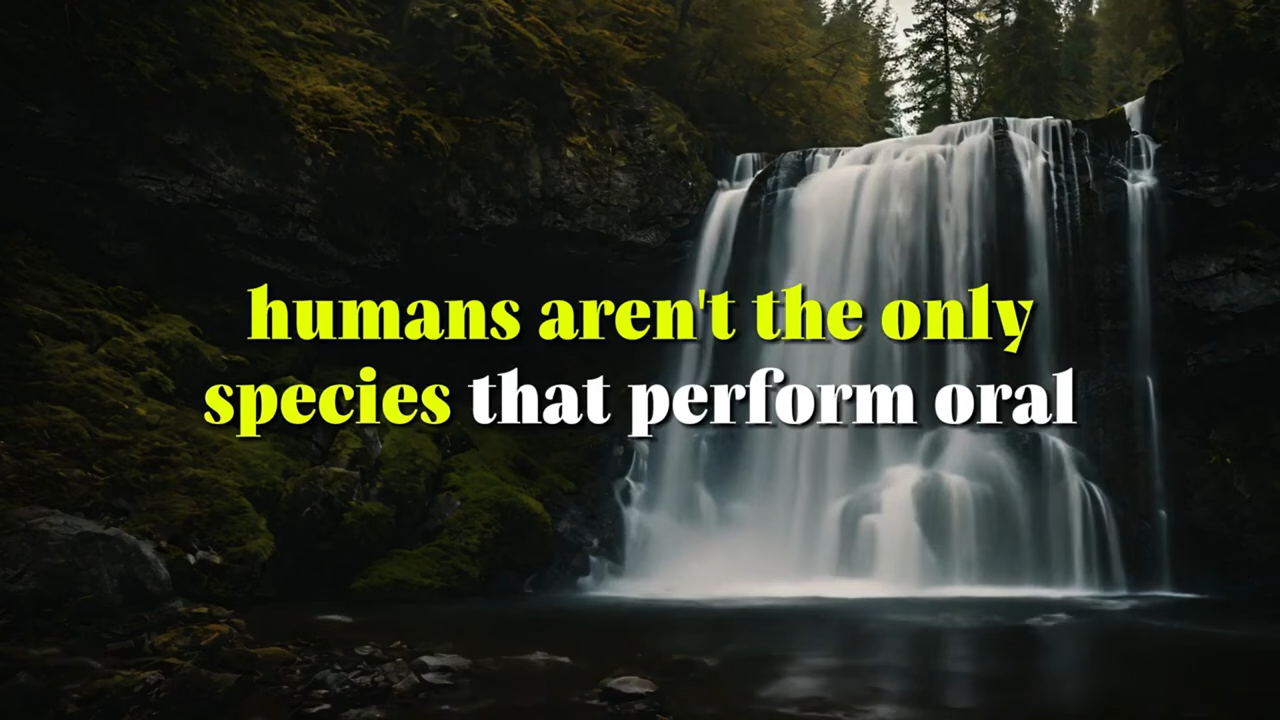 humans aren't the only
species that perform oral